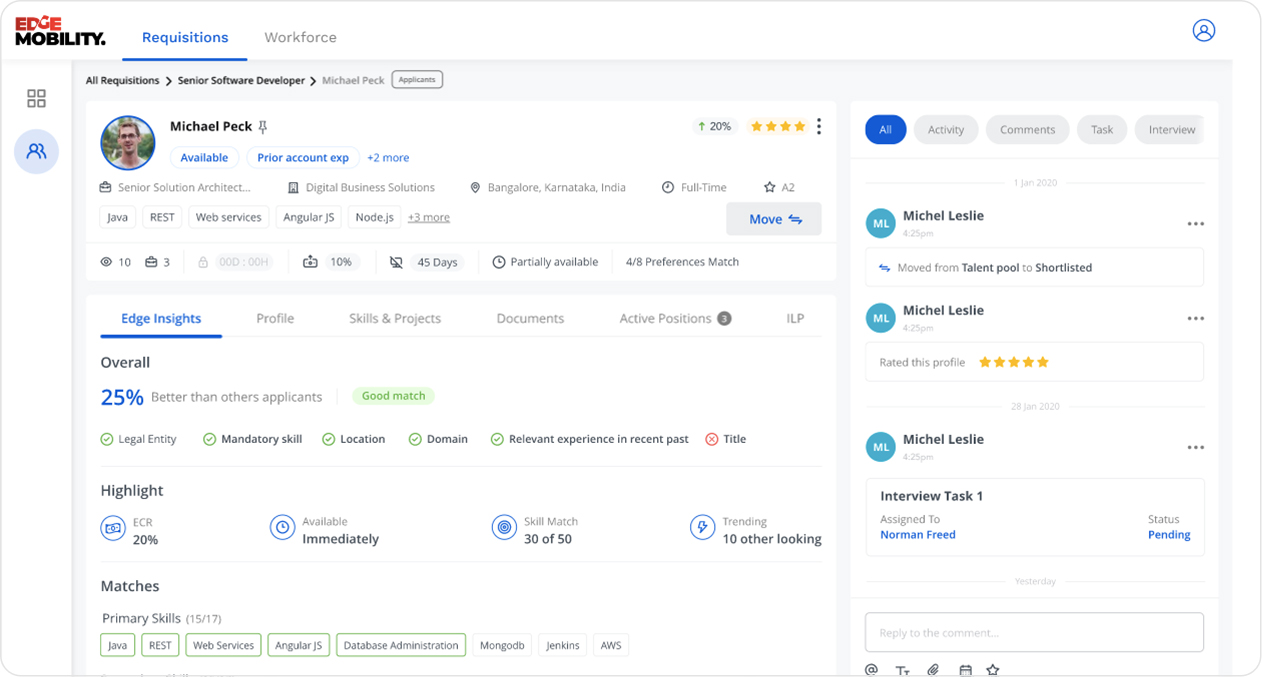 EDGE
MOBILITY.
Requisitions Workforce
All Requisitions Senior Software Developer Michael Peck Applicants
Michael Peck
20%
Available Prior account exp +2 more
Senior Solution Architect... Digital Business Solutions Bangalore, Karnataka, India Full-Time A2
Java REST Web services Angular JS Node.js +3 more
Move
10 3 00D : 00H 10% 45 Days Partially available 4/8 Preferences Match
Edge Insights Profile Skills & Projects Documents Active Positions 3 ILP
Overall
25% Better than others applicants Good match
Legal Entity Mandatory skill Location Domain Relevant experience in recent past Title
Highlight
ECR
20%
Available
Immediately
Skill Match
30 of 50
Trending
10 other looking
Matches
Primary Skills (15/17)
Java REST Web Services Angular JS Database Administration Mongodb Jenkins AWS
All Activity Comments Task Interview
1 Jan 2020
ML Michel Leslie
4:25pm
Moved from Talent pool to Shortlisted
ML Michel Leslie
4:25pm
Rated this profile
28 Jan 2020
ML Michel Leslie
4:25pm
Interview Task 1
Assigned To Status
Norman Freed Pending
Yesterday
Reply to the comment...
@ TT